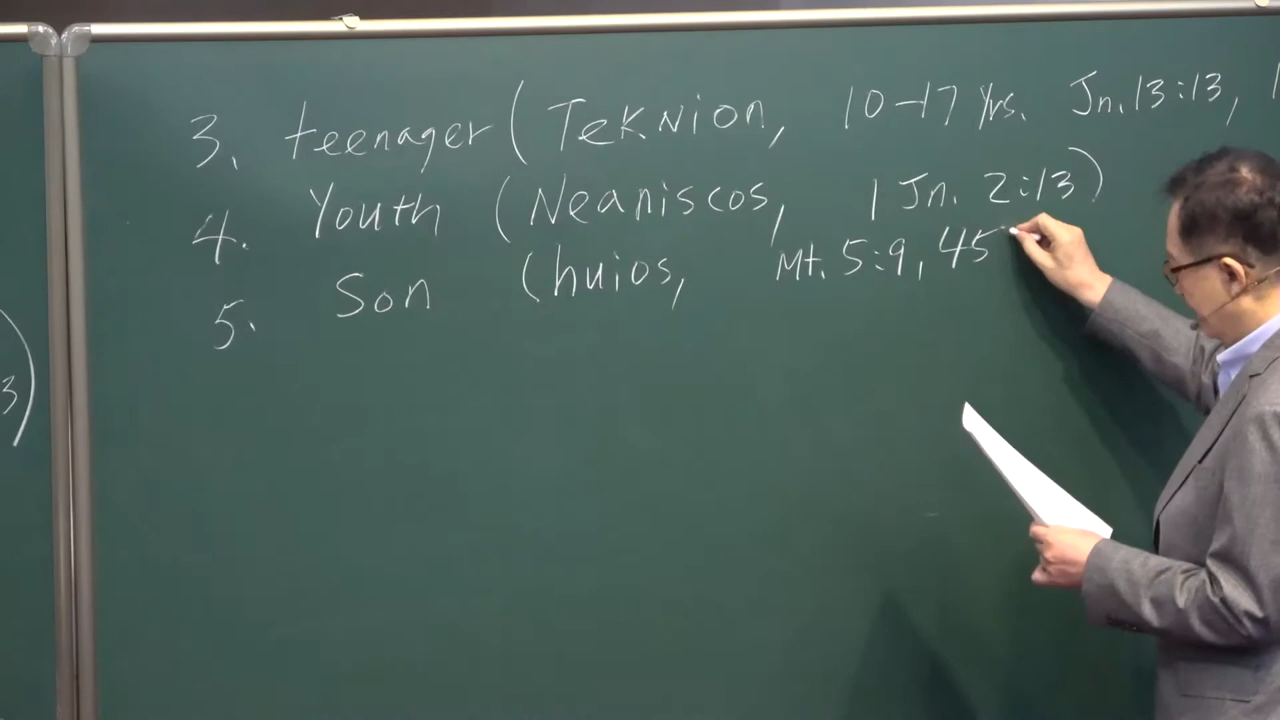 3. teenager (Teknion, 10-17 yrs. Jn. 13:13,
4. Youth (Neaniscos, 1 Jn. 2:13)
5. Son (huios, Mt. 5:9, 45
3)